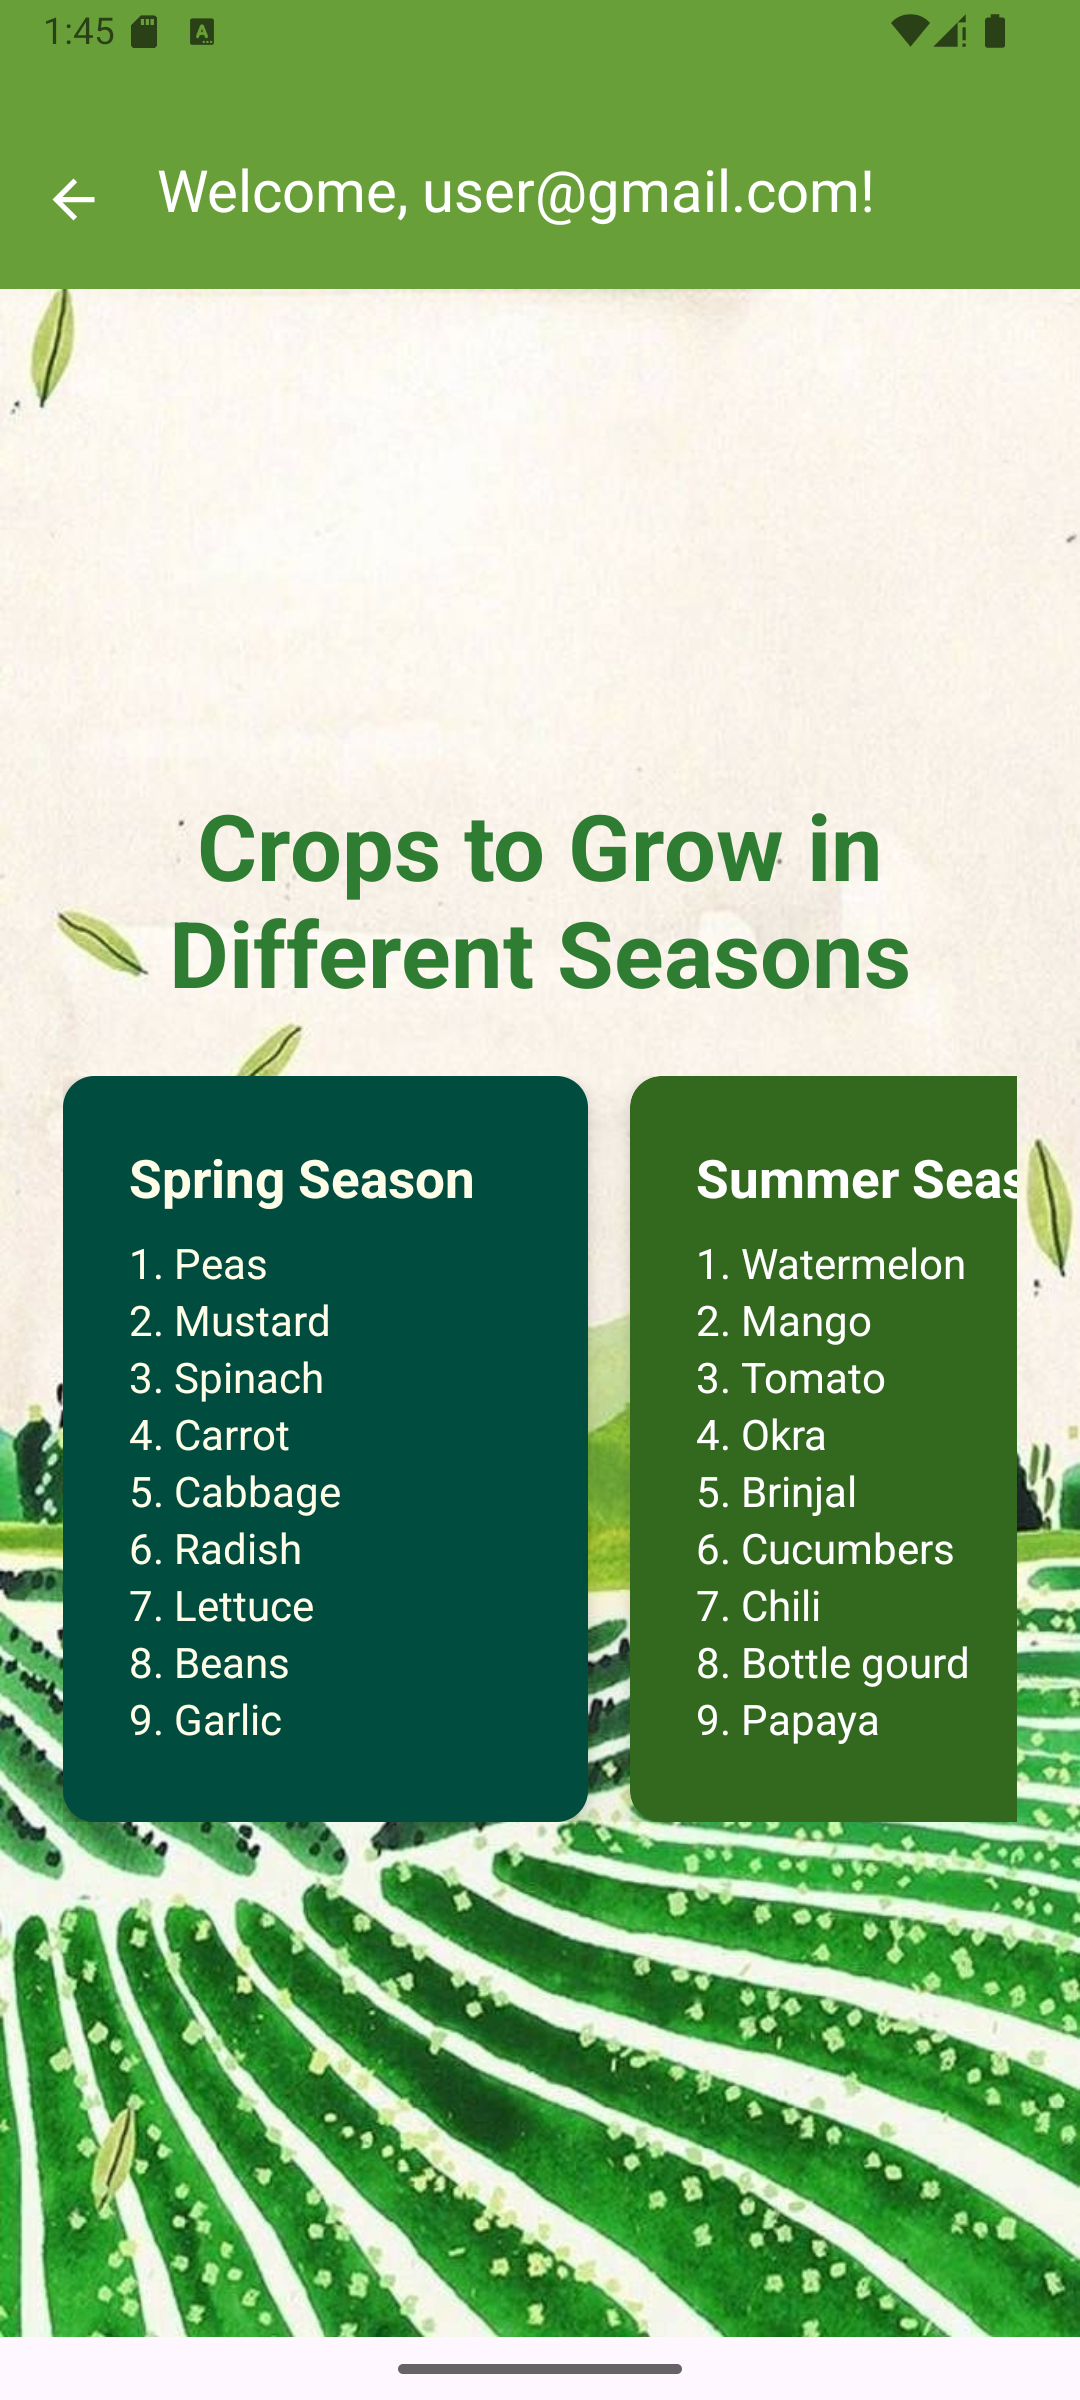 1:45
Welcome, user@gmail.com!
Crops to Grow in
Different Seasons
Spring Season
1. Peas
2. Mustard
3. Spinach
4. Carrot
5. Cabbage
6. Radish
7. Lettuce
8. Beans
9. Garlic
Summer Seas
1. Watermelon
2. Mango
3. Tomato
4. Okra
5. Brinjal
6. Cucumbers
7. Chili
8. Bottle gourd
9. Papaya